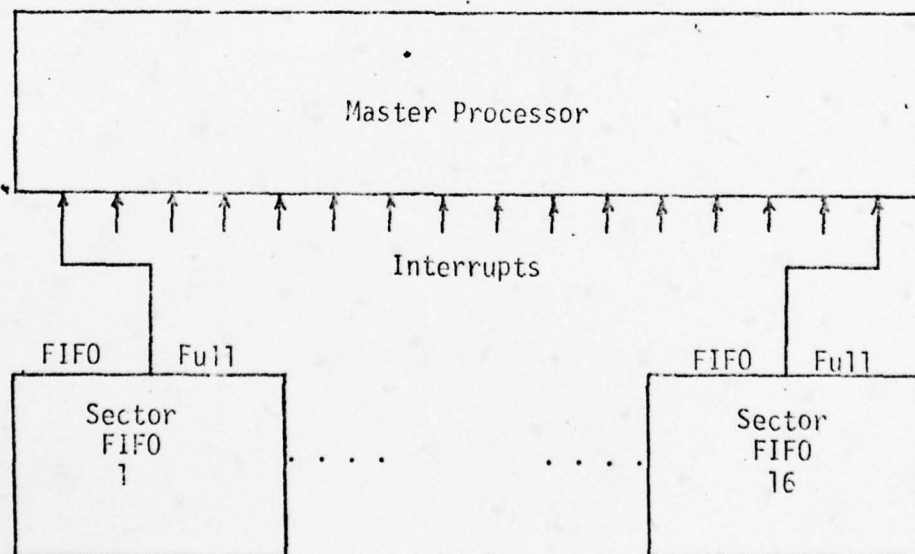 Master Processor
Interrupts
FIFO Full
FIFO Full
Sector
FIFO
1
Sector
FIFO
16